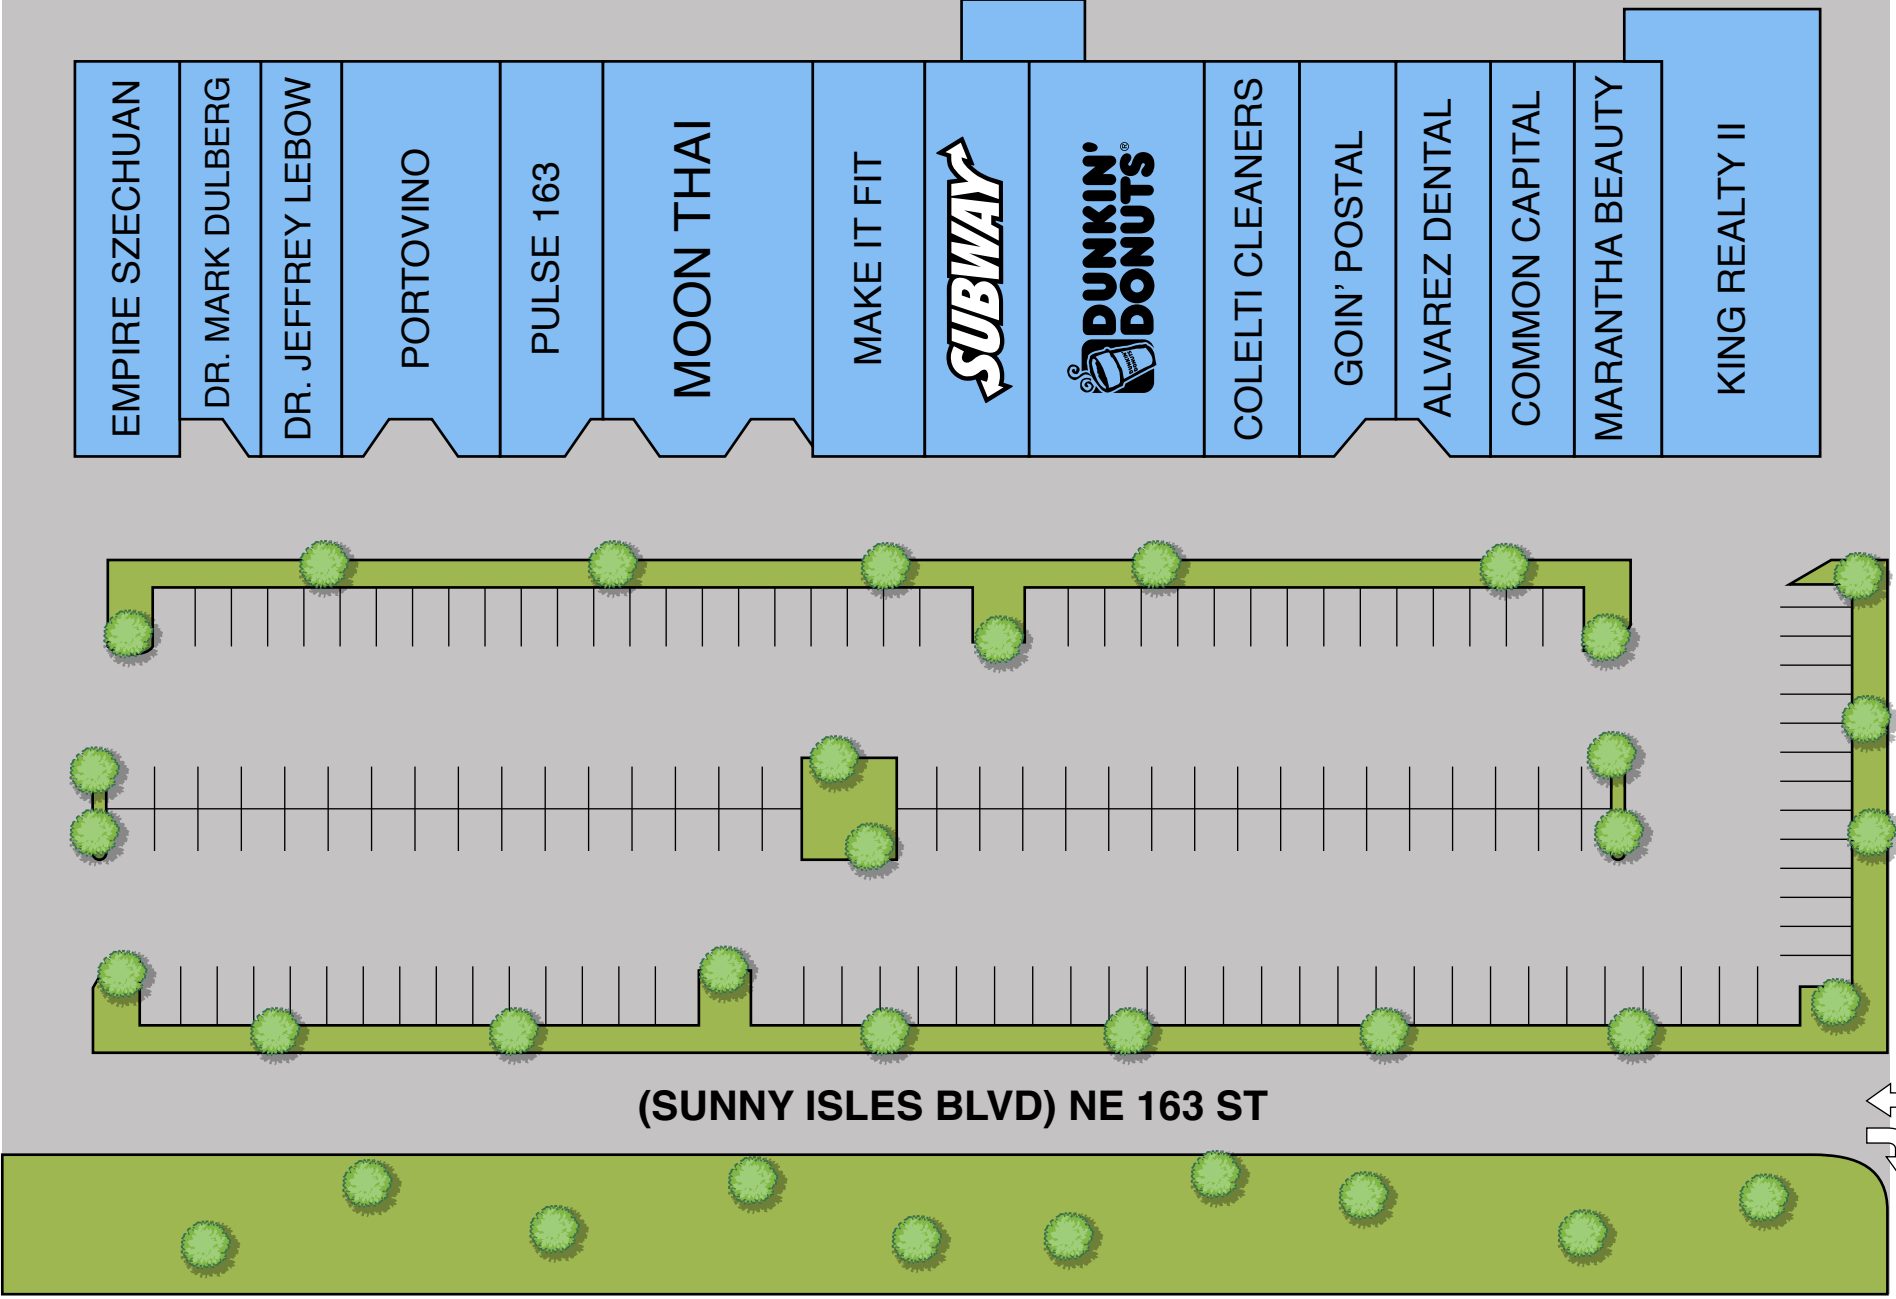 EMPIRE SZECHUAN
DR. MARK DULBERG
DR. JEFFREY LEBOW
PORTOVINO
PULSE 163
MOON THAI
MAKE IT FIT
SUBWAY
DUNKIN'
DONUTS®
COLELTI CLEANERS
GOIN' POSTAL
ALVAREZ DENTAL
COMMON CAPITAL
MARANTHA BEAUTY
KING REALTY II
(SUNNY ISLES BLVD) NE 163 ST